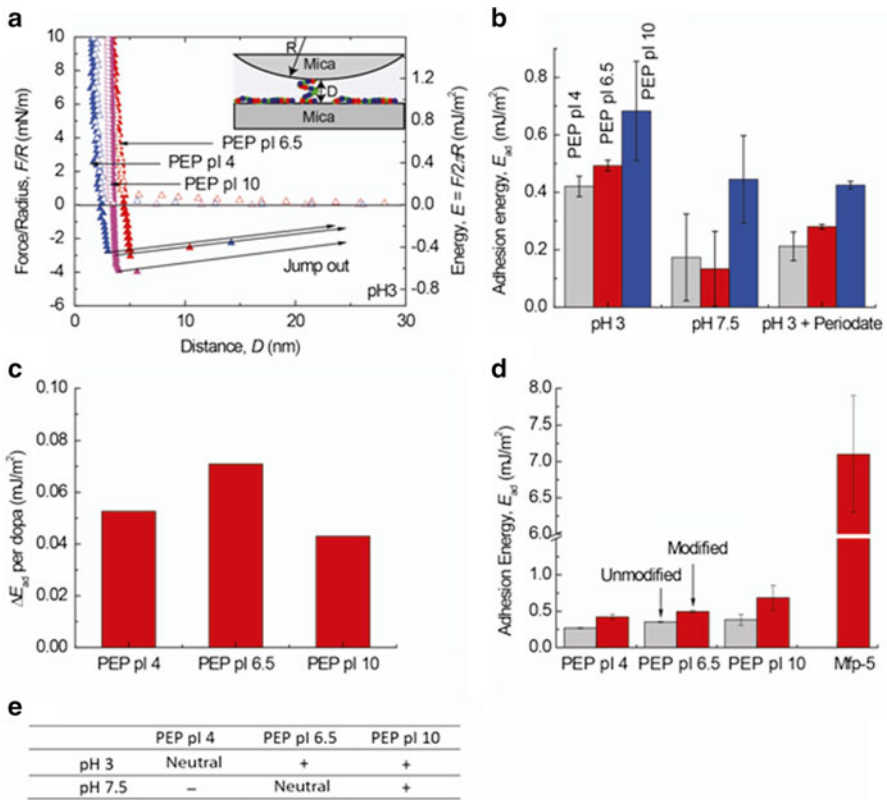 a
10
8
6
4
2
0
-2
-4
-6
Force/Radius, F/R (mN/m)
0
10
20
30
Distance, D (nm)
1.2
0.8
0.4
0.0
-0.4
-0.8
Energy, E = F/2πR (mJ/m²)
R
Mica
D
Mica
PEP pI 6.5
PEP pI 4
PEP pI 10
Jump out
pH3
b
0.8
0.6
0.4
0.2
0.0
Adhesion energy, Ead (mJ/m²)
PEP pI 4
PEP pI 6.5
PEP pI 10
pH 3
pH 7.5
pH 3 + Periodate
c
0.10
0.08
0.06
0.04
0.02
0.00
ΔEad per dopa (mJ/m²)
PEP pI 4
PEP pI 6.5
PEP pI 10
d
8.0
7.5
7.0
6.5
6.0
1.0
0.5
0.0
Adhesion Energy, Ead (mJ/m²)
Unmodified
Modified
PEP pI 4
PEP pI 6.5
PEP pI 10
Mfp-5
e
PEP pI 4 PEP pI 6.5 PEP pI 10
pH 3 Neutral + +
pH 7.5 – Neutral +